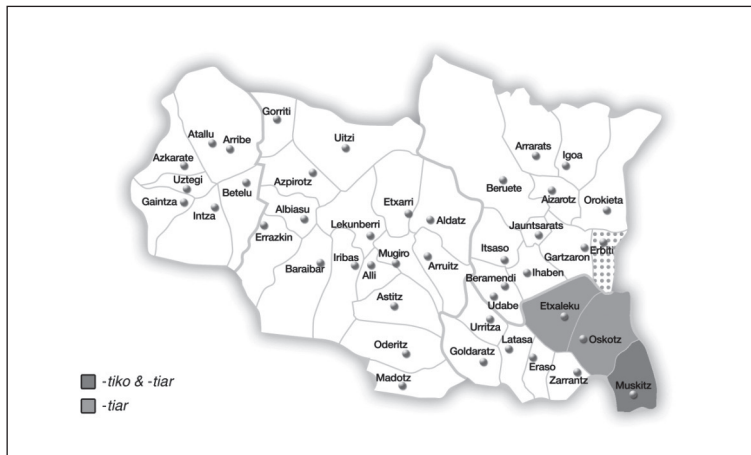 Gorriti
Uitzi
Atallu
Arribe
Azkarate
Uztegi
Gaintza
Intza
Betelu
Azpirotz
Albiasu
Errazkin
Etxarri
Aldatz
Lekunberri
Baraibar
Iribas
Alli
Mugiro
Arruitz
Astitz
Oderitz
Madotz
Arrarats
Igoa
Beruete
Aizarotz
Orokieta
Jauntsarats
Itsaso
Gartzaron
Erbiti
Beramendi
Ihaben
Udabe
Etxaleku
Urritza
Latasa
Oskotz
Goldaratz
Eraso
Zarrantz
Muskitz
-tiko & -tiar
-tiar